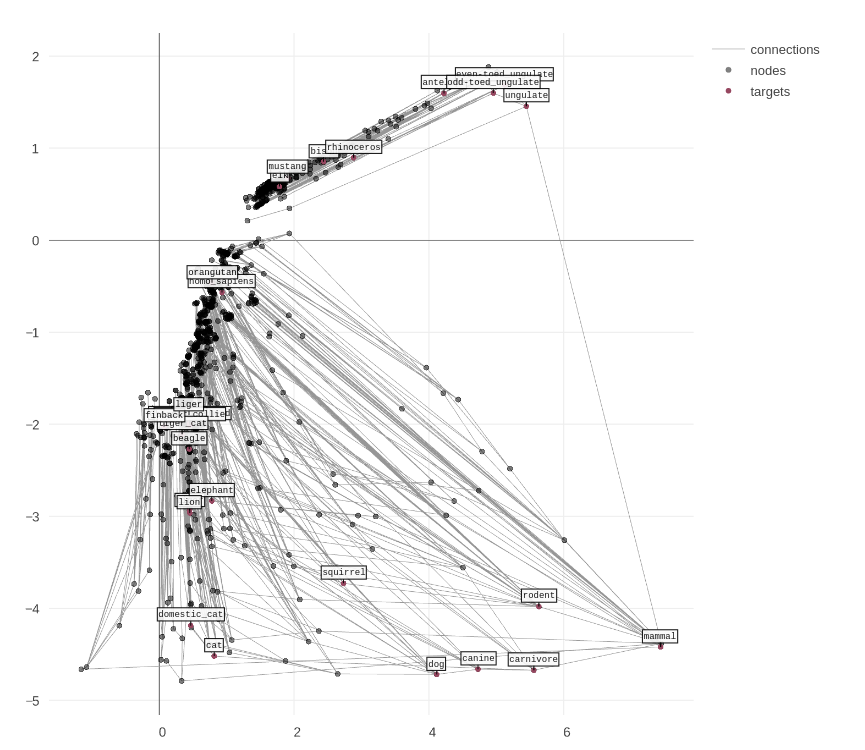 connections
nodes
targets
2
1
0
−1
−2
−3
−4
−5
0
2
4
6
even-toed_ungulate
odd-toed_ungulate
ungulate
rhinoceros
mustang
elk
orangutan
homo_sapiens
liger
finback
tiger_cat
beagle
elephant
lion
squirrel
rodent
domestic_cat
mammal
cat
dog
canine
carnivore